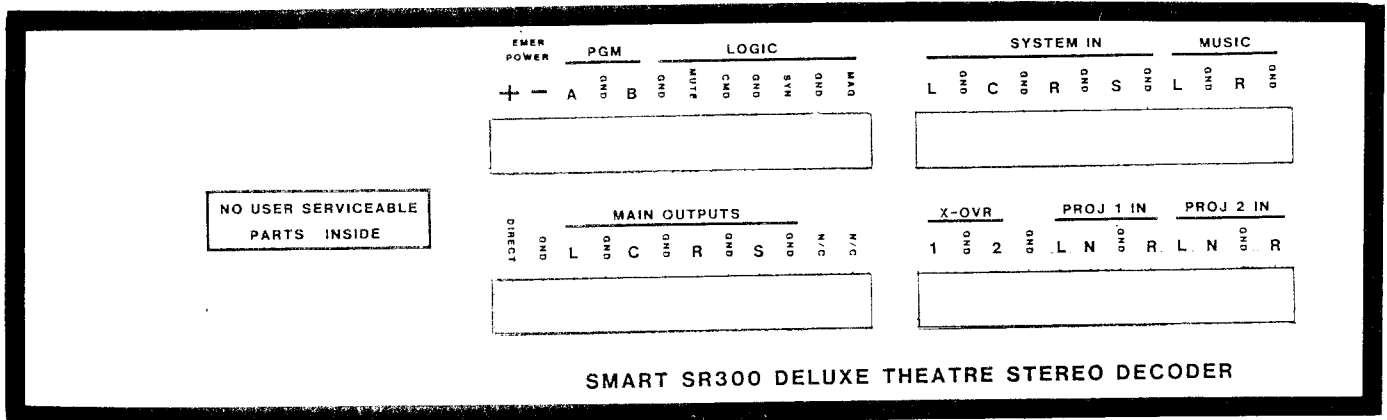 EMER POWER
PGM
LOGIC
+ − A GND B GND MUTE CMD GND SYN GND MAG
SYSTEM IN
MUSIC
L GND C GND R GND S GND L GND R GND
NO USER SERVICEABLE
PARTS INSIDE
MAIN OUTPUTS
DIRECT GND L GND C GND R GND S GND N/C N/C
X-OVR
PROJ 1 IN
PROJ 2 IN
1 GND 2 GND L N GND R L N GND R
SMART SR300 DELUXE THEATRE STEREO DECODER